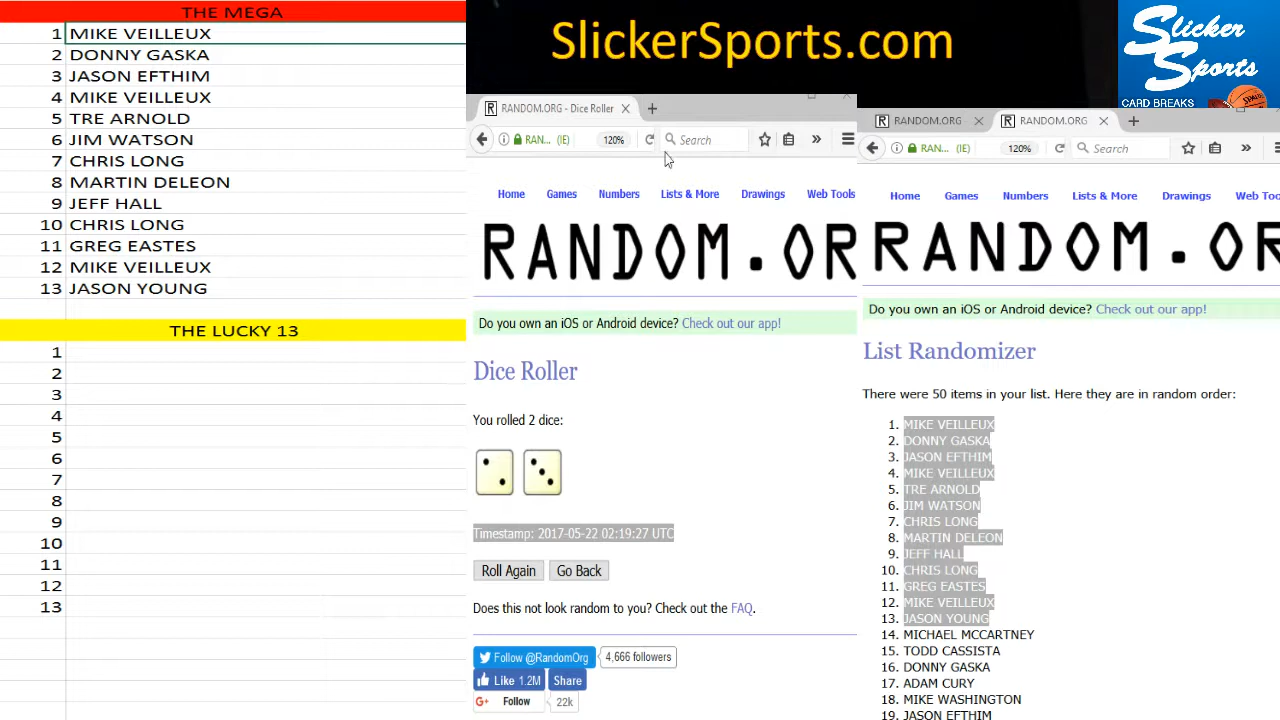 THE MEGA
1 MIKE VEILLEUX
2 DONNY GASKA
3 JASON EFTHIM
4 MIKE VEILLEUX
5 TRE ARNOLD
6 JIM WATSON
7 CHRIS LONG
8 MARTIN DELEON
9 JEFF HALL
10 CHRIS LONG
11 GREG EASTES
12 MIKE VEILLEUX
13 JASON YOUNG
THE LUCKY 13
1
2
3
4
5
6
7
8
9
10
11
12
13
SlickerSports.com
Slicker
Sports
CARD BREAKS
RANDOM.ORG - Dice Roller
RAN... (IE) 120% Search
Home Games Numbers Lists & More Drawings Web Tools
RANDOM.OR
Do you own an iOS or Android device? Check out our app!
Dice Roller
You rolled 2 dice:
Timestamp: 2017-05-22 02:19:27 UTC
Roll Again Go Back
Does this not look random to you? Check out the FAQ.
Follow @RandomOrg 4,666 followers
Like 1.2M Share
G+ Follow 22k
RANDOM.ORG RANDOM.ORG
RAN... (IE) 120% Search
Home Games Numbers Lists & More Drawings Web Too
RANDOM.O
Do you own an iOS or Android device? Check out our app!
List Randomizer
There were 50 items in your list. Here they are in random order:
1. MIKE VEILLEUX
2. DONNY GASKA
3. JASON EFTHIM
4. MIKE VEILLEUX
5. TRE ARNOLD
6. JIM WATSON
7. CHRIS LONG
8. MARTIN DELEON
9. JEFF HALL
10. CHRIS LONG
11. GREG EASTES
12. MIKE VEILLEUX
13. JASON YOUNG
14. MICHAEL MCCARTNEY
15. TODD CASSISTA
16. DONNY GASKA
17. ADAM CURY
18. MIKE WASHINGTON
19. JASON EFTHIM